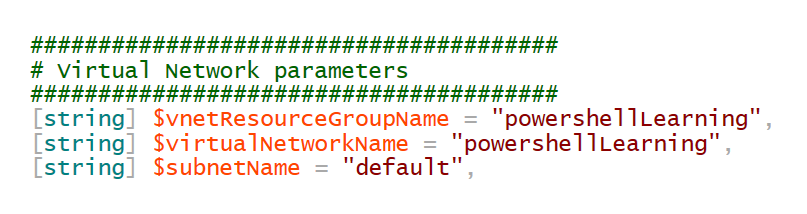 #######################################
# Virtual Network parameters
#######################################
[string] $vnetResourceGroupName = "powershellLearning",
[string] $virtualNetworkName = "powershellLearning",
[string] $subnetName = "default",